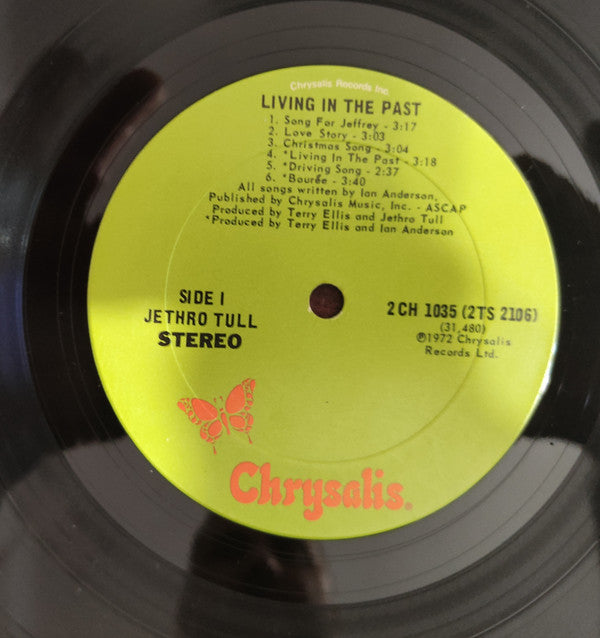 Chrysalis Records Inc.
LIVING IN THE PAST
1. Song For Jeffrey - 3:17
2. Love Story - 3:03
3. Christmas Song - 3:04
4. *Living In The Past - 3:18
5. *Driving Song - 2:37
6. *Bourée - 3:40
All songs written by Ian Anderson.
Published by Chrysalis Music, Inc. - ASCAP
Produced by Terry Ellis and Jethro Tull
*Produced by Terry Ellis and Ian Anderson
SIDE I
JETHRO TULL
STEREO
2 CH 1035 (2TS 2106)
(31,480)
℗1972 Chrysalis
Records Ltd.
Chrysalis®